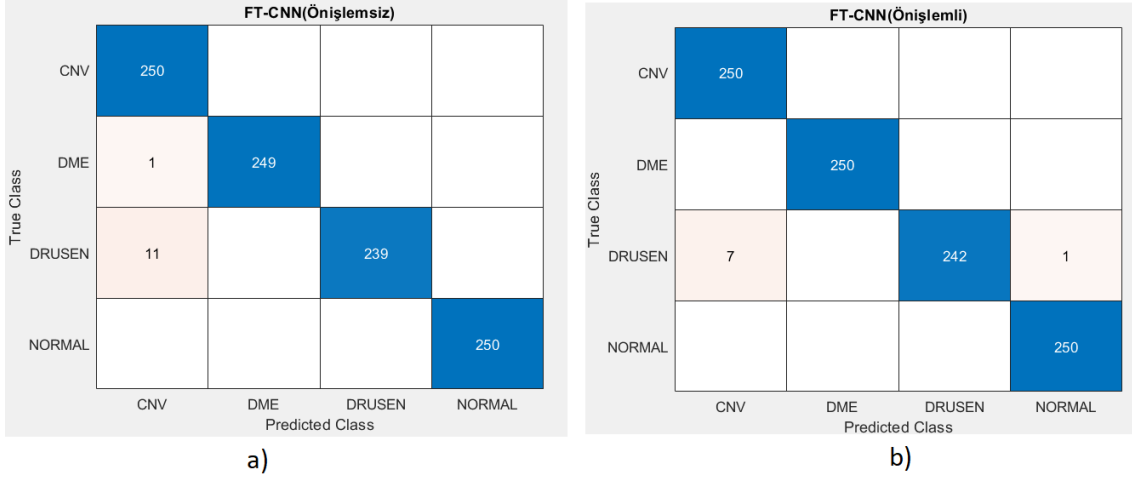 FT-CNN(Önişlemsiz)
True Class
CNV 250
DME 1 249
DRUSEN 11 239
NORMAL 250
CNV DME DRUSEN NORMAL
Predicted Class
a)
FT-CNN(Önişlemli)
True Class
CNV 250
DME 250
DRUSEN 7 242 1
NORMAL 250
CNV DME DRUSEN NORMAL
Predicted Class
b)